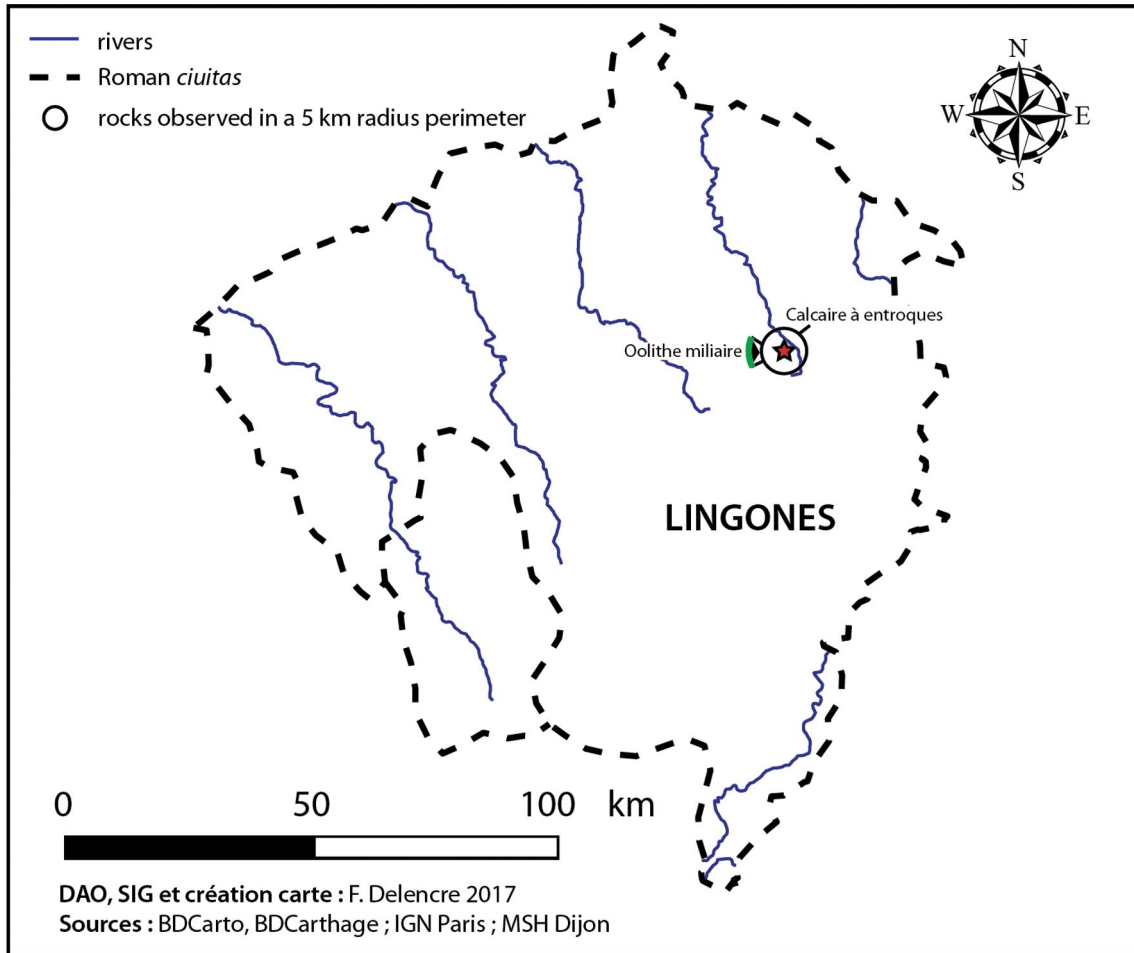 rivers
Roman ciuitas
rocks observed in a 5 km radius perimeter
N
W E
S
Calcaire à entroques
Oolithe miliaire
LINGONES
0 50 100 km
DAO, SIG et création carte : F. Delencre 2017
Sources : BDCarto, BDCarthage ; IGN Paris ; MSH Dijon